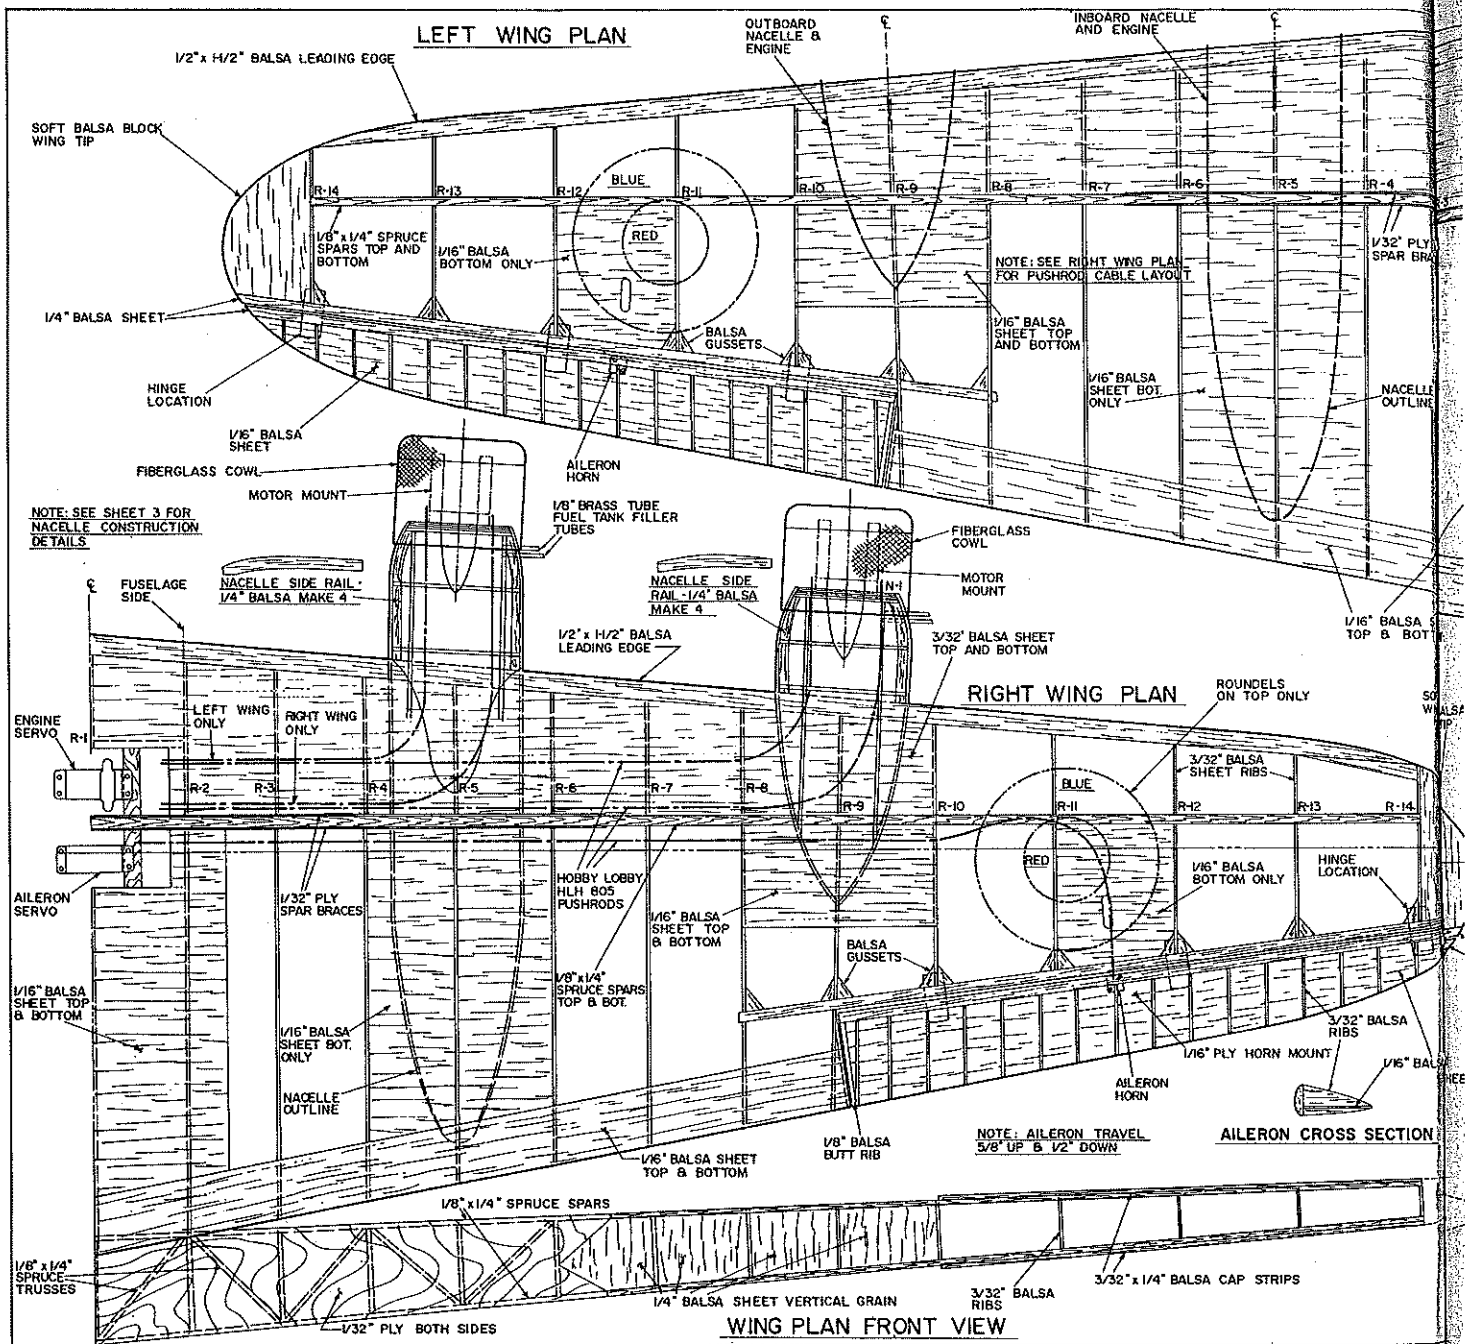 LEFT WING PLAN
OUTBOARD
NACELLE &
ENGINE
INBOARD NACELLE
AND ENGINE
1/2" x 1-1/2" BALSA LEADING EDGE
SOFT BALSA BLOCK
WING TIP
R-14
R-13
R-12
R-11
R-10
R-9
R-8
R-7
R-6
R-5
R-4
BLUE
RED
1/8" x 1/4" SPRUCE
SPARS TOP AND
BOTTOM
1/16" BALSA
BOTTOM ONLY
NOTE: SEE RIGHT WING PLAN
FOR PUSHROD CABLE LAYOUT
1/32" PLY
SPAR
1/4" BALSA SHEET
BALSA
GUSSETS
1/16" BALSA
SHEET TOP
AND BOTTOM
HINGE
LOCATION
1/16" BALSA
SHEET BOT.
ONLY
NACELLE
OUTLINE
1/16" BALSA
SHEET
AILERON
HORN
FIBERGLASS COWL
MOTOR MOUNT
1/8" BRASS TUBE
FUEL TANK FILLER
TUBES
NOTE: SEE SHEET 3 FOR
NACELLE CONSTRUCTION
DETAILS
FIBERGLASS
COWL
MOTOR
MOUNT
N-1
FUSELAGE
SIDE
NACELLE SIDE RAIL-
1/4" BALSA MAKE 4
NACELLE SIDE
RAIL-1/4" BALSA
MAKE 4
1/2" x 1-1/2" BALSA
LEADING EDGE
3/32" BALSA SHEET
TOP AND BOTTOM
1/16" BALSA
TOP & BOT
RIGHT WING PLAN
ROUNDELS
ON TOP ONLY
ENGINE
SERVO
R-1
LEFT WING
ONLY
RIGHT WING
ONLY
3/32" BALSA
SHEET RIBS
BLUE
R-2
R-3
R-4
R-5
R-6
R-7
R-8
R-9
R-10
R-11
R-12
R-13
R-14
RED
AILERON
SERVO
1/32" PLY
SPAR BRACES
HOBBY LOBBY
HLH 805
PUSHRODS
1/16" BALSA
BOTTOM ONLY
HINGE
LOCATION
1/16" BALSA
SHEET TOP
& BOTTOM
BALSA
GUSSETS
1/8" x 1/4"
SPRUCE SPARS
TOP & BOT.
1/16" BALSA
SHEET TOP
& BOTTOM
1/16" BALSA
SHEET BOT.
ONLY
3/32" BALSA
RIBS
1/16" PLY HORN MOUNT
1/16"
NACELLE
OUTLINE
AILERON
HORN
1/8" BALSA
BUTT RIB
NOTE: AILERON TRAVEL
5/8" UP & 1/2" DOWN
AILERON CROSS SECTION
1/16" BALSA SHEET
TOP & BOTTOM
1/8" x 1/4" SPRUCE SPARS
1/8" x 1/4"
SPRUCE
TRUSSES
1/32" PLY BOTH SIDES
1/4" BALSA SHEET VERTICAL GRAIN
3/32" BALSA
RIBS
3/32" x 1/4" BALSA CAP STRIPS
WING PLAN FRONT VIEW